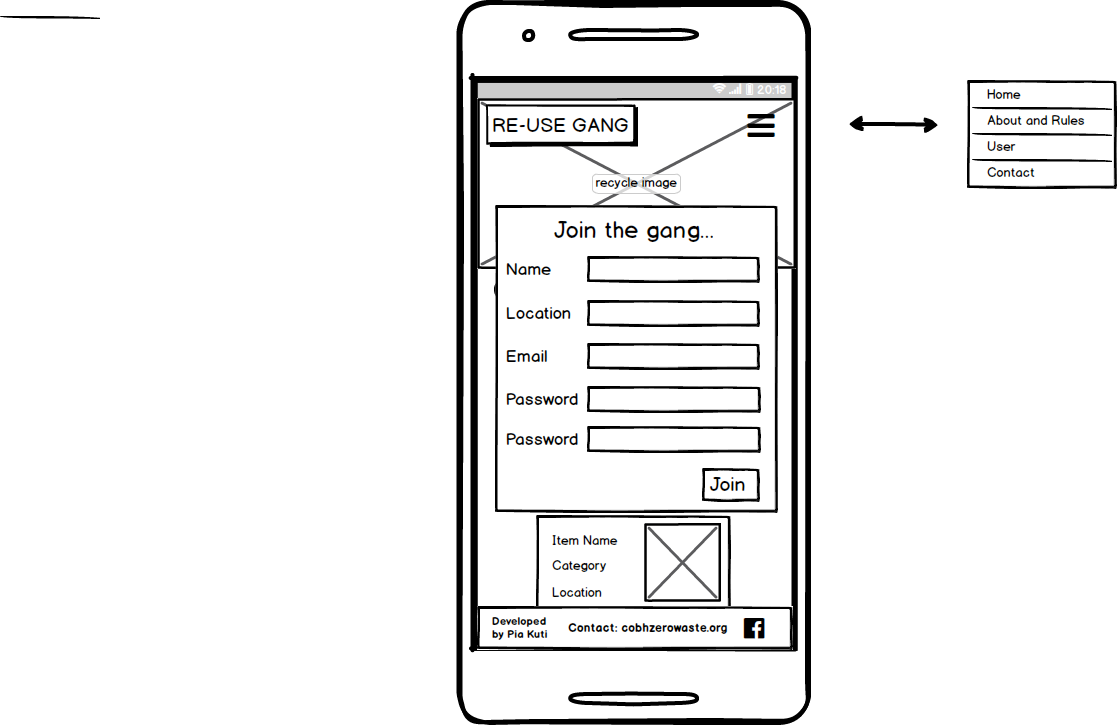 20:18
RE-USE GANG
recycle image
Join the gang...
Name
Location
Email
Password
Password
Join
Item Name
Category
Location
Developed
by Pia Kuti
Contact: cobhzerowaste.org
Home
About and Rules
User
Contact